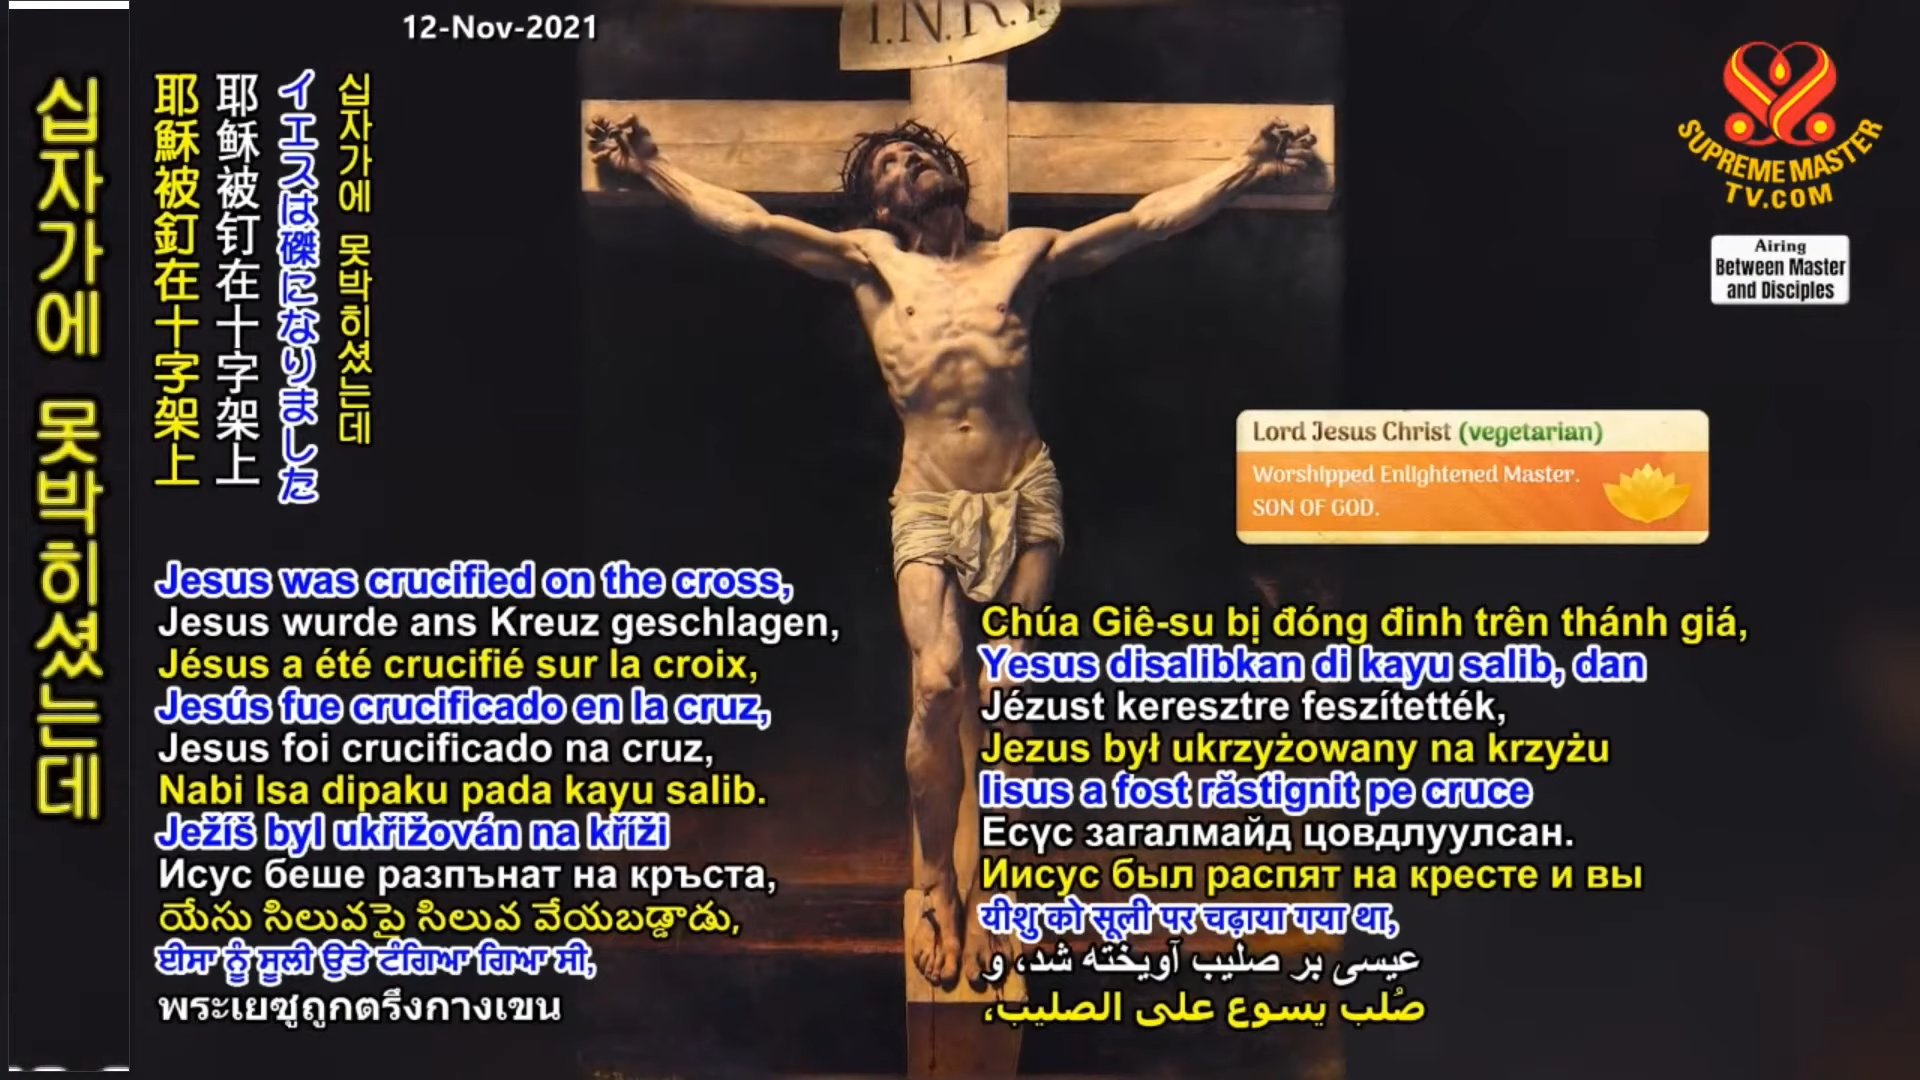 12-Nov-2021
I.N.R.I
SUPREME MASTER
TV.COM
Airing
Between Master
and Disciples
십자가에 못박히셨는데
耶穌被釘在十字架上
耶稣被钉在十字架上
イエスは磔になりました
십자가에 못박히셨는데
Lord Jesus Christ (vegetarian)
Worshipped Enlightened Master.
SON OF GOD.
Jesus was crucified on the cross,
Jesus wurde ans Kreuz geschlagen,
Jésus a été crucifié sur la croix,
Jesús fue crucificado en la cruz,
Jesus foi crucificado na cruz,
Nabi Isa dipaku pada kayu salib.
Ježíš byl ukřižován na kříži
Исус беше разпънат на кръста,
యేసు సిలువపై సిలువ వేయబడ్డాడు,
ਈਸਾ ਨੂੰ ਸੂਲੀ ਉਤੇ ਟੰਗਿਆ ਗਿਆ ਸੀ,
พระเยซูถูกตรึงกางเขน
Chúa Giê-su bị đóng đinh trên thánh giá,
Yesus disalibkan di kayu salib, dan
Jézust keresztre feszítették,
Jezus był ukrzyżowany na krzyżu
Iisus a fost răstignit pe cruce
Есүс загалмайд цовдлуулсан.
Иисус был распят на кресте и вы
यीशु को सूली पर चढ़ाया गया था,
عیسی بر صلیب آویخته شد، و
صُلب يسوع على الصليب،